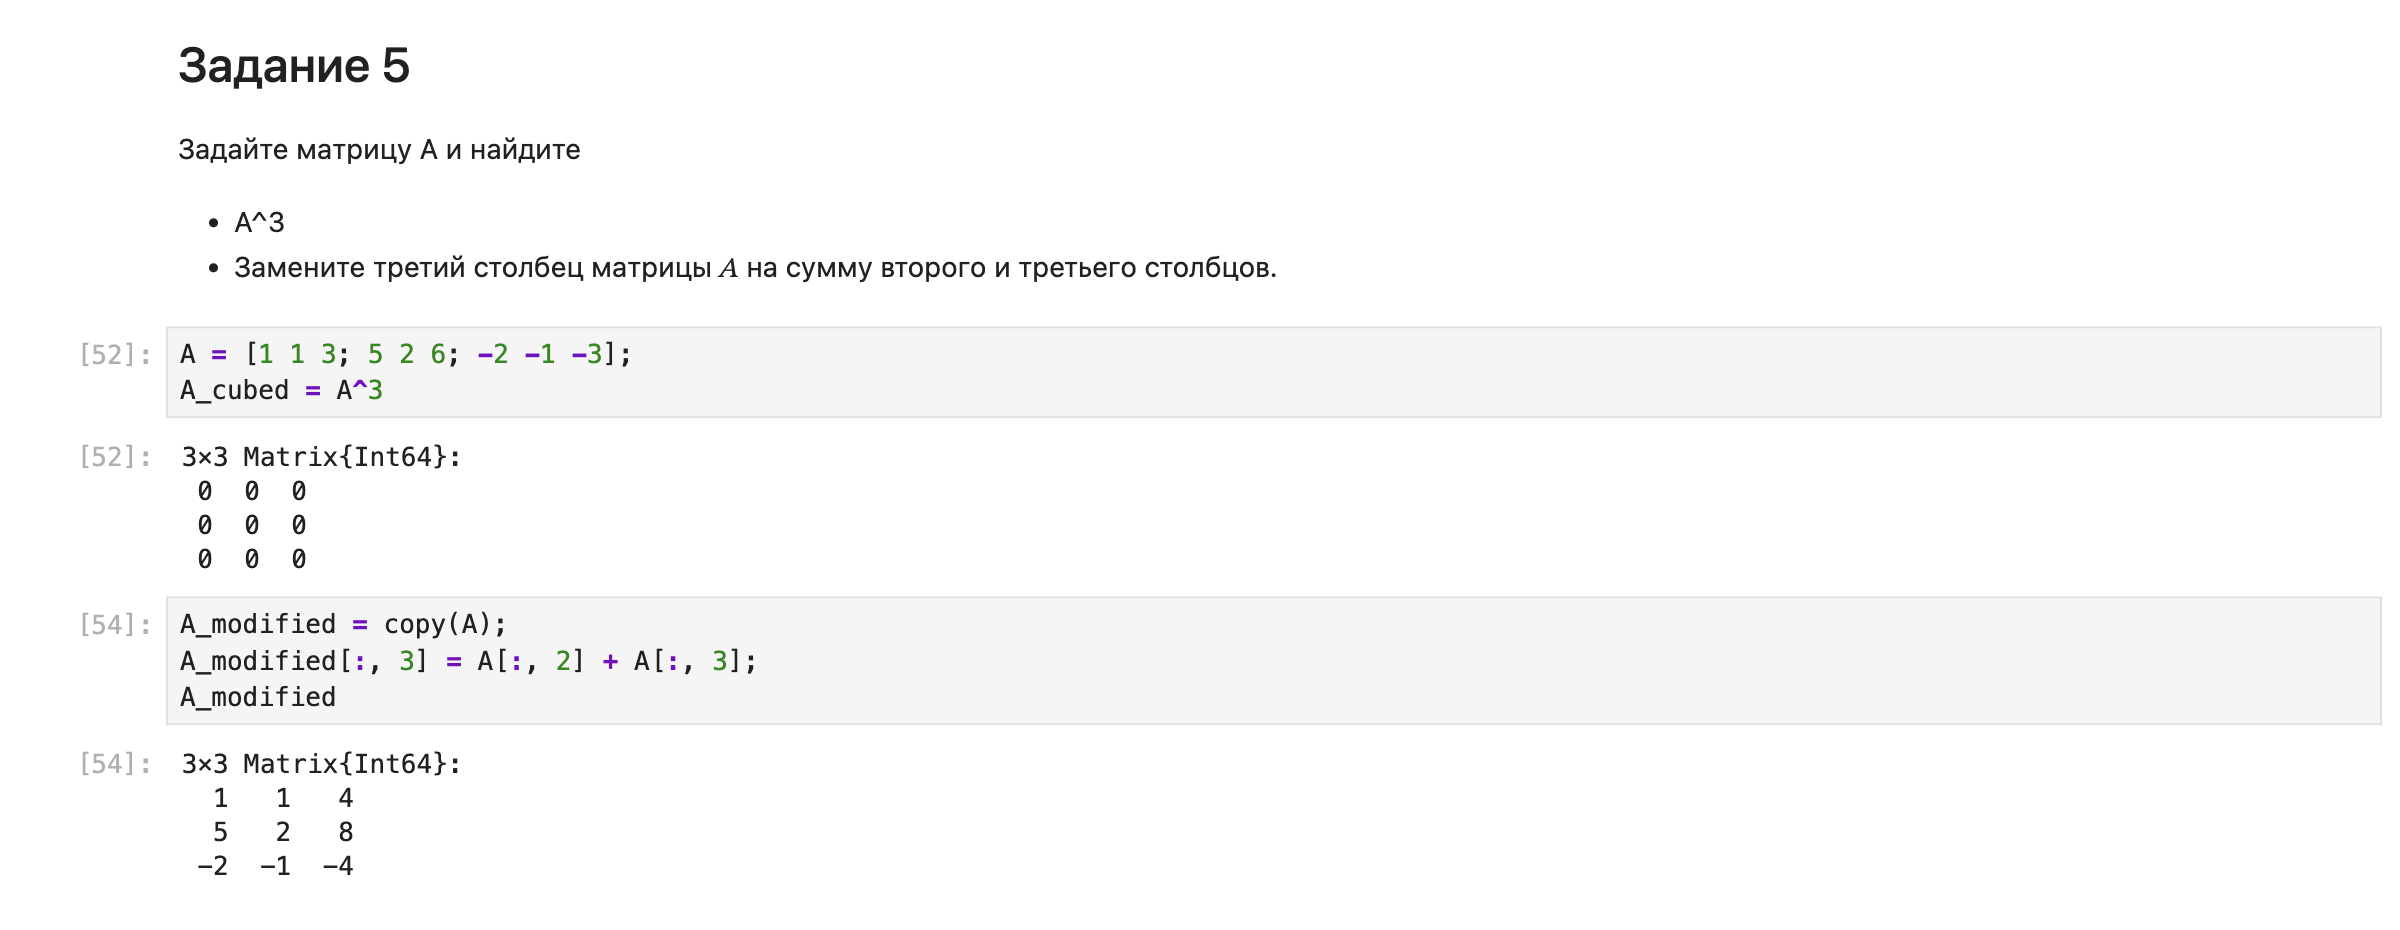 Задание 5
Задайте матрицу A и найдите
• A^3
• Замените третий столбец матрицы A на сумму второго и третьего столбцов.
[52]: A = [1 1 3; 5 2 6; −2 −1 −3];
A_cubed = A^3
[52]: 3×3 Matrix{Int64}:
0 0 0
0 0 0
0 0 0
[54]: A_modified = copy(A);
A_modified[:, 3] = A[:, 2] + A[:, 3];
A_modified
[54]: 3×3 Matrix{Int64}:
1 1 4
5 2 8
−2 −1 −4